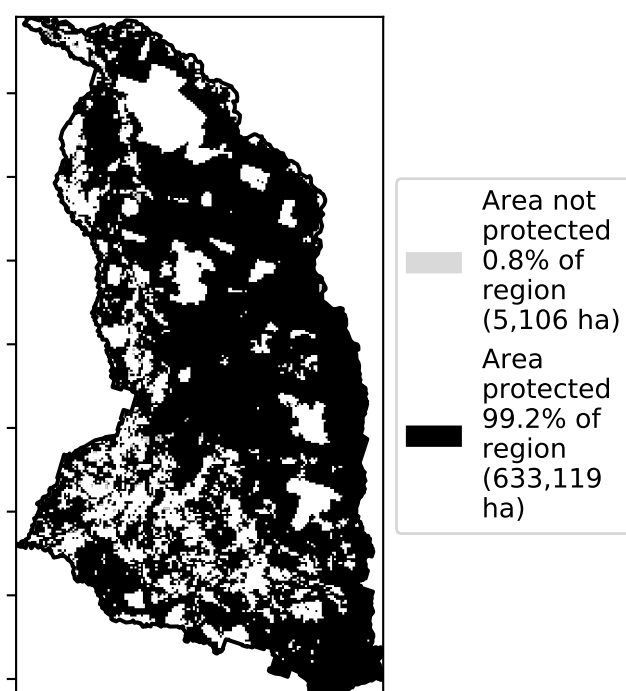 Area not
protected
0.8% of
region
(5,106 ha)
Area
protected
99.2% of
region
(633,119
ha)